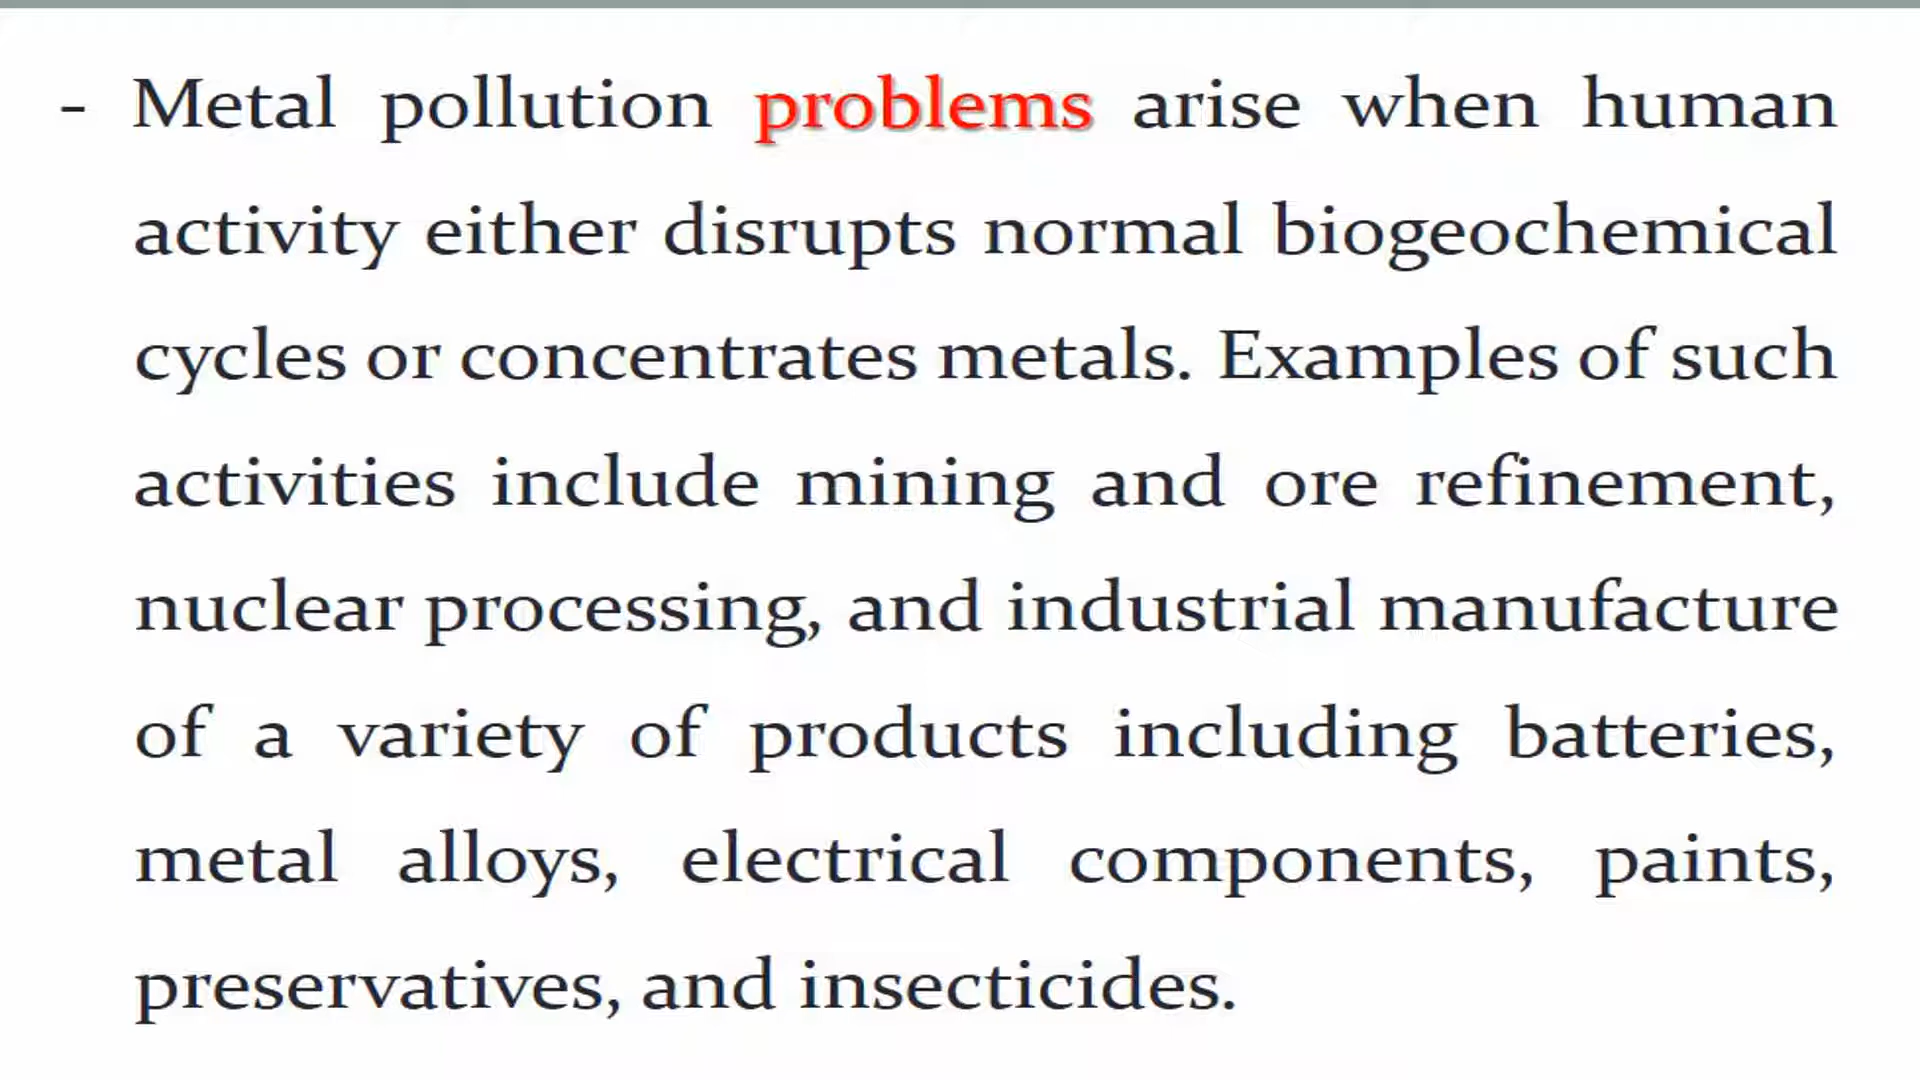 - Metal pollution problems arise when human
activity either disrupts normal biogeochemical
cycles or concentrates metals. Examples of such
activities include mining and ore refinement,
nuclear processing, and industrial manufacture
of a variety of products including batteries,
metal alloys, electrical components, paints,
preservatives, and insecticides.